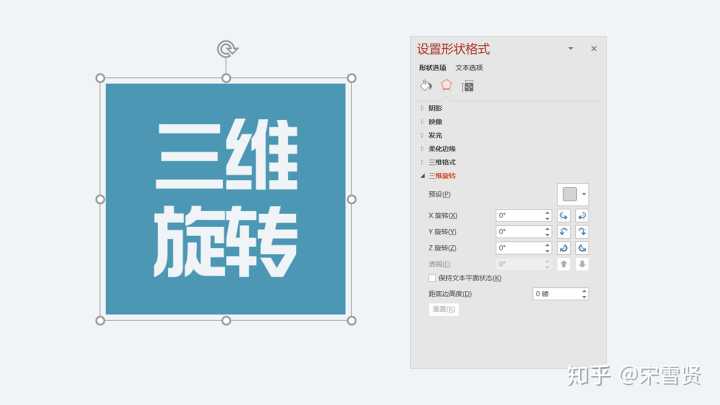 三维
旋转
设置形状格式
形状选项 文本选项
阴影
映像
发光
柔化边缘
三维格式
三维旋转
预设(P)
X 旋转(X) 0°
Y 旋转(Y) 0°
Z 旋转(Z) 0°
透视(E) 0°
保持文本平面状态(K)
距底边高度(D) 0 磅
重置(R)
知乎 @宋雪贤